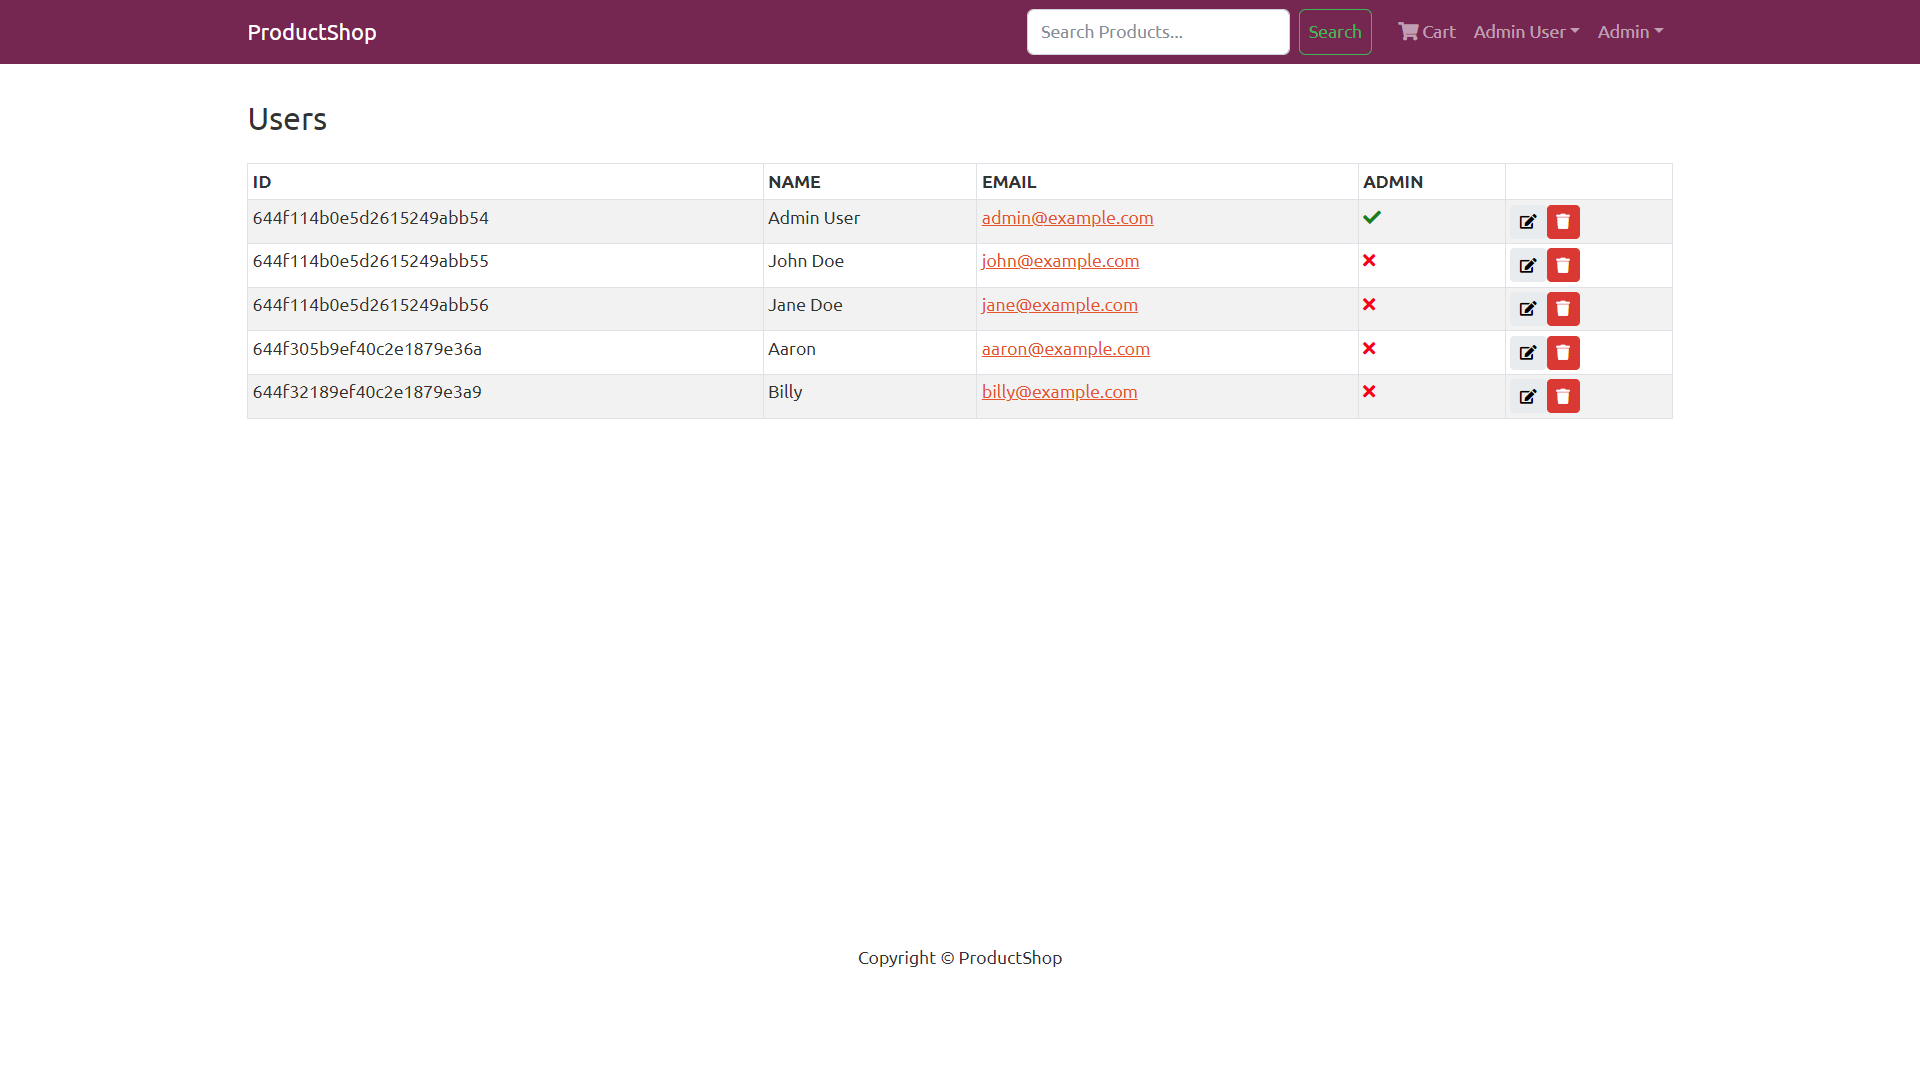 ProductShop
Search Products...
Search
Cart
Admin User
Admin
Users
ID NAME EMAIL ADMIN
644f114b0e5d2615249abb54 Admin User admin@example.com
644f114b0e5d2615249abb55 John Doe john@example.com
644f114b0e5d2615249abb56 Jane Doe jane@example.com
644f305b9ef40c2e1879e36a Aaron aaron@example.com
644f32189ef40c2e1879e3a9 Billy billy@example.com
Copyright © ProductShop